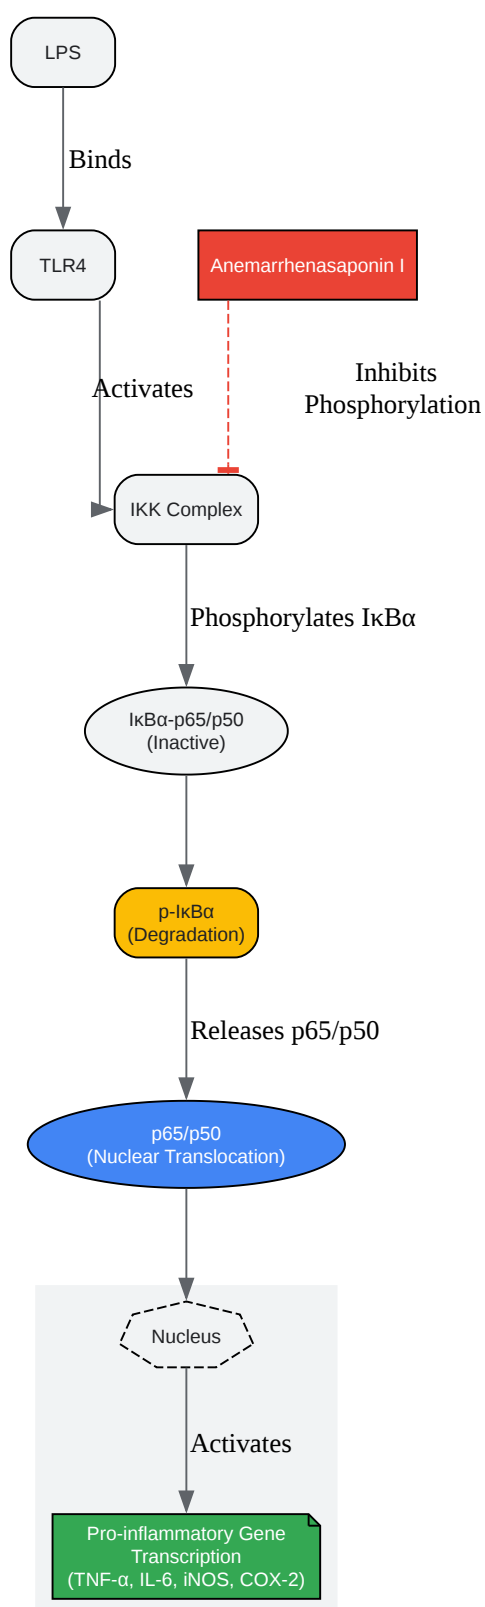 LPS
Binds
TLR4
Anemarrhenasaponin I
Activates
Inhibits
Phosphorylation
IKK Complex
Phosphorylates IκBα
IκBα-p65/p50
(Inactive)
p-IκBα
(Degradation)
Releases p65/p50
p65/p50
(Nuclear Translocation)
Nucleus
Activates
Pro-inflammatory Gene
Transcription
(TNF-α, IL-6, iNOS, COX-2)